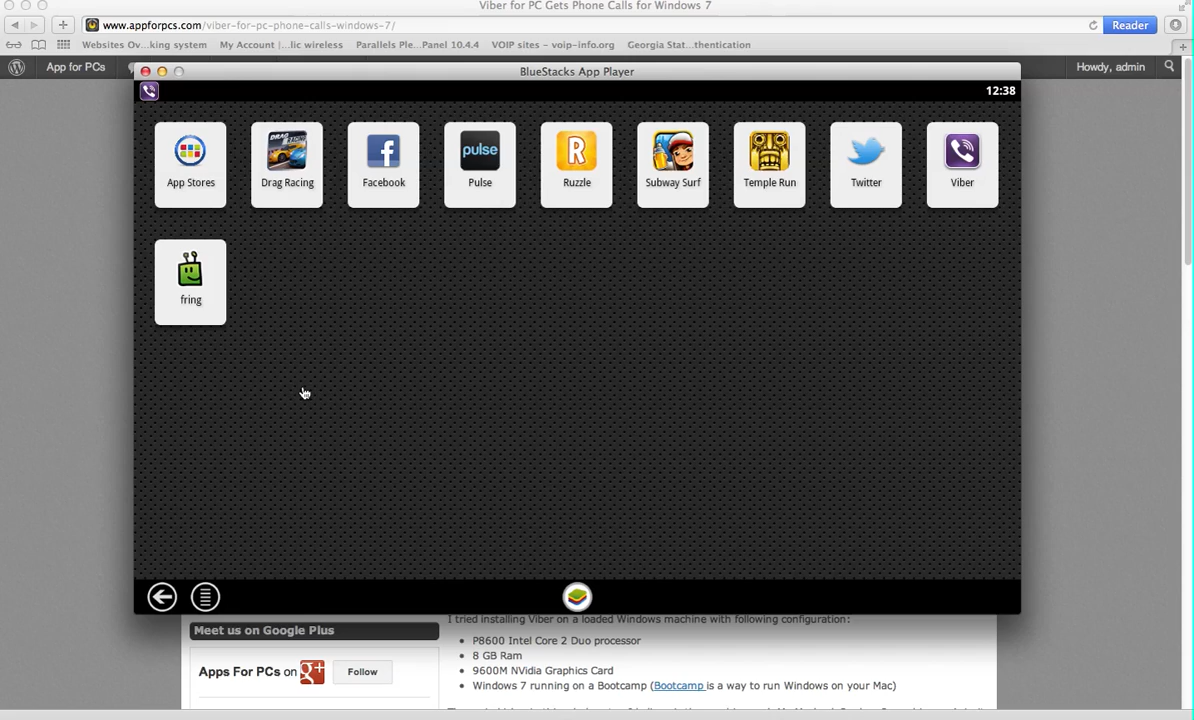 Viber for PC Gets Phone Calls for Windows 7
www.appforpcs.com/viber-for-pc-phone-calls-windows-7/
Reader
Websites Ov...king system My Account |...lic wireless Parallels Ple...Panel 10.4.4 VOIP sites - voip-info.org Georgia Stat...thentication
App for PCs
Howdy, admin
BlueStacks App Player
12:38
App Stores Drag Racing Facebook Pulse Ruzzle Subway Surf Temple Run Twitter Viber
fring
I tried installing Viber on a loaded Windows machine with following configuration:
Meet us on Google Plus
P8600 Intel Core 2 Duo processor
8 GB Ram
Apps For PCs on g+ Follow
9600M NVidia Graphics Card
Windows 7 running on a Bootcamp (Bootcamp is a way to run Windows on your Mac)